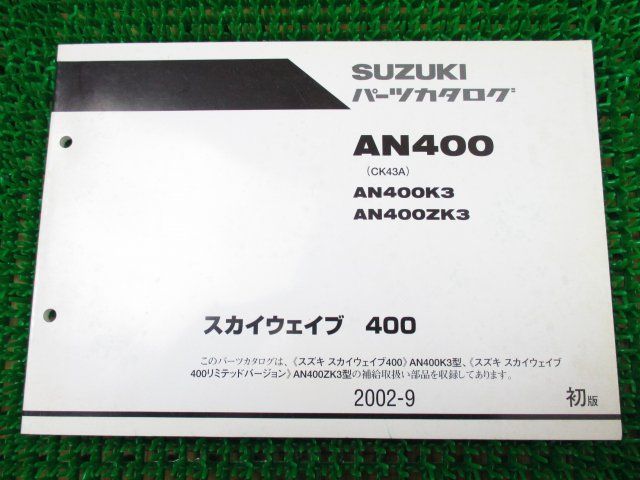 SUZUKI
パーツカタログ
AN400
(CK43A)
AN400K3
AN400ZK3
スカイウェイブ 400
このパーツカタログは、《スズキ スカイウェイブ400》AN400K3型、《スズキ スカイウェイブ
400リミテッドバージョン》AN400ZK3型の補給取扱い部品を収録してあります。
2002-9 初版